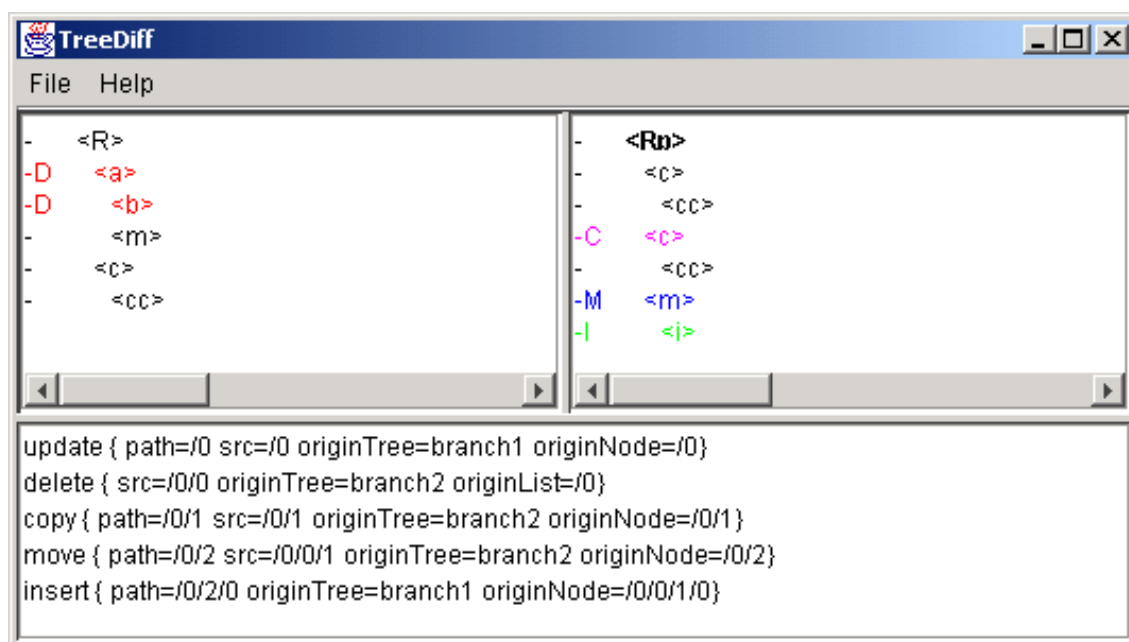 TreeDiff
File Help
- <R>
-D <a>
-D <b>
- <m>
- <c>
- <cc>
- <Rn>
- <c>
- <cc>
-C <c>
- <cc>
-M <m>
-I <i>
update { path=/0 src=/0 originTree=branch1 originNode=/0}
delete { src=/0/0 originTree=branch2 originList=/0}
copy { path=/0/1 src=/0/1 originTree=branch2 originNode=/0/1}
move { path=/0/2 src=/0/0/1 originTree=branch2 originNode=/0/2}
insert { path=/0/2/0 originTree=branch1 originNode=/0/0/1/0}